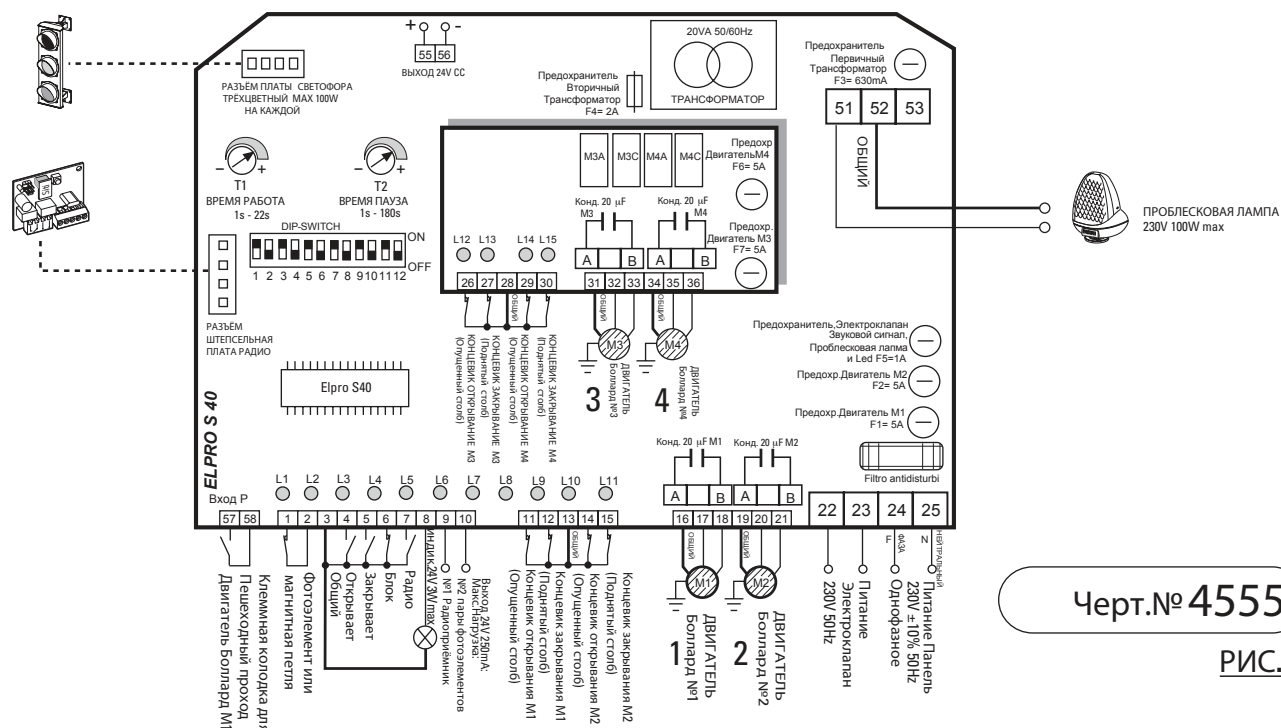 + -
55 56
ВЫХОД 24V CC
РАЗЪЁМ ПЛАТЫ СВЕТОФОРА
ТРЁХЦВЕТНЫЙ MAX 100W
НА КАЖДОЙ
20VA 50/60Hz
ТРАНСФОРМАТОР
Предохранитель
Вторичный
Трансформатор
F4= 2A
Предохранитель
Первичный
Трансформатор
F3= 630mA
51 52 53
ОБЩИЙ
ПРОБЛЕСКОВАЯ ЛАМПА
230V 100W max
- +
T1
ВРЕМЯ РАБОТА
1s - 22s
- +
T2
ВРЕМЯ ПАУЗА
1s - 180s
DIP-SWITCH
ON
OFF
1 2 3 4 5 6 7 8 9 10 11 12
РАЗЪЁМ
ШТЕПСЕЛЬНАЯ
ПЛАТА РАДИО
M3A M3C M4A M4C
Предохр
ДвигательM4
F6= 5A
Предохр.
Двигатель M3
F7= 5A
Конд. 20 µF
M3
Конд. 20 µF
M4
A B A B
L12 L13 L14 L15
26 27 28 29 30
31 32 33 34 35 36
ОБЩИЙ
ОБЩИЙ
ОБЩИЙ
КОНЦЕВИК ОТКРЫВАНИЕ M3
(Опущенный столб)
КОНЦЕВИК ЗАКРЫВАНИЕ M3
(Поднятый столб)
КОНЦЕВИК ОТКРЫВАНИЕ M4
(Опущенный столб)
КОНЦЕВИК ЗАКРЫВАНИЕ M4
(Поднятый столб)
M3
3
ДВИГАТЕЛЬ
Боллард №3
M4
4
ДВИГАТЕЛЬ
Боллард №4
Предохранитель,Электроклапан
Звуковой сигнал,
Проблесковая лапма
и Led F5=1A
Предохр.Двигатель M2
F2= 5A
Предохр.Двигатель M1
F1= 5A
Filtro antidisturbi
Elpro S40
ELPRO S 40
Вход P
L1 L2 L3 L4 L5 L6 L7 L8 L9 L10 L11
57 58
1 2 3 4 5 6 7 8 9 10
11 12 13 14 15
Конд. 20 µF M1
Конд. 20 µF M2
A B A B
16 17 18 19 20 21
22 23 24 25
Клеммная колодка для
Пешеходный проход
Двигатель Боллард M1
Фотоэлемент или
магнитная петля
Общий
Открывает
Закрывает
Блок
Радио
ИНДИК.24V 3W max
Выход 24V 250mA:
Макс.Нагрузка:
№2 пары фотоэлементов
№1 Радиоприёмник
ОБЩИЙ
Концевик открывания M1
(Опущенный столб)
Концевик закрывания M1
(Поднятый столб)
Концевик открывания M2
(Опущенный столб)
Концевик закрывания M2
(Поднятый столб)
ОБЩИЙ
M1
1
ДВИГАТЕЛЬ
Боллард №1
ОБЩИЙ
M2
2
ДВИГАТЕЛЬ
Боллард №2
Питание
Электроклапан
230V 50Hz
F ФАЗА
N НЕЙТРАЛЬНЫЙ
Питание Панель
230V ±10% 50Hz
Однофазное
Черт.№ 4555
РИС.